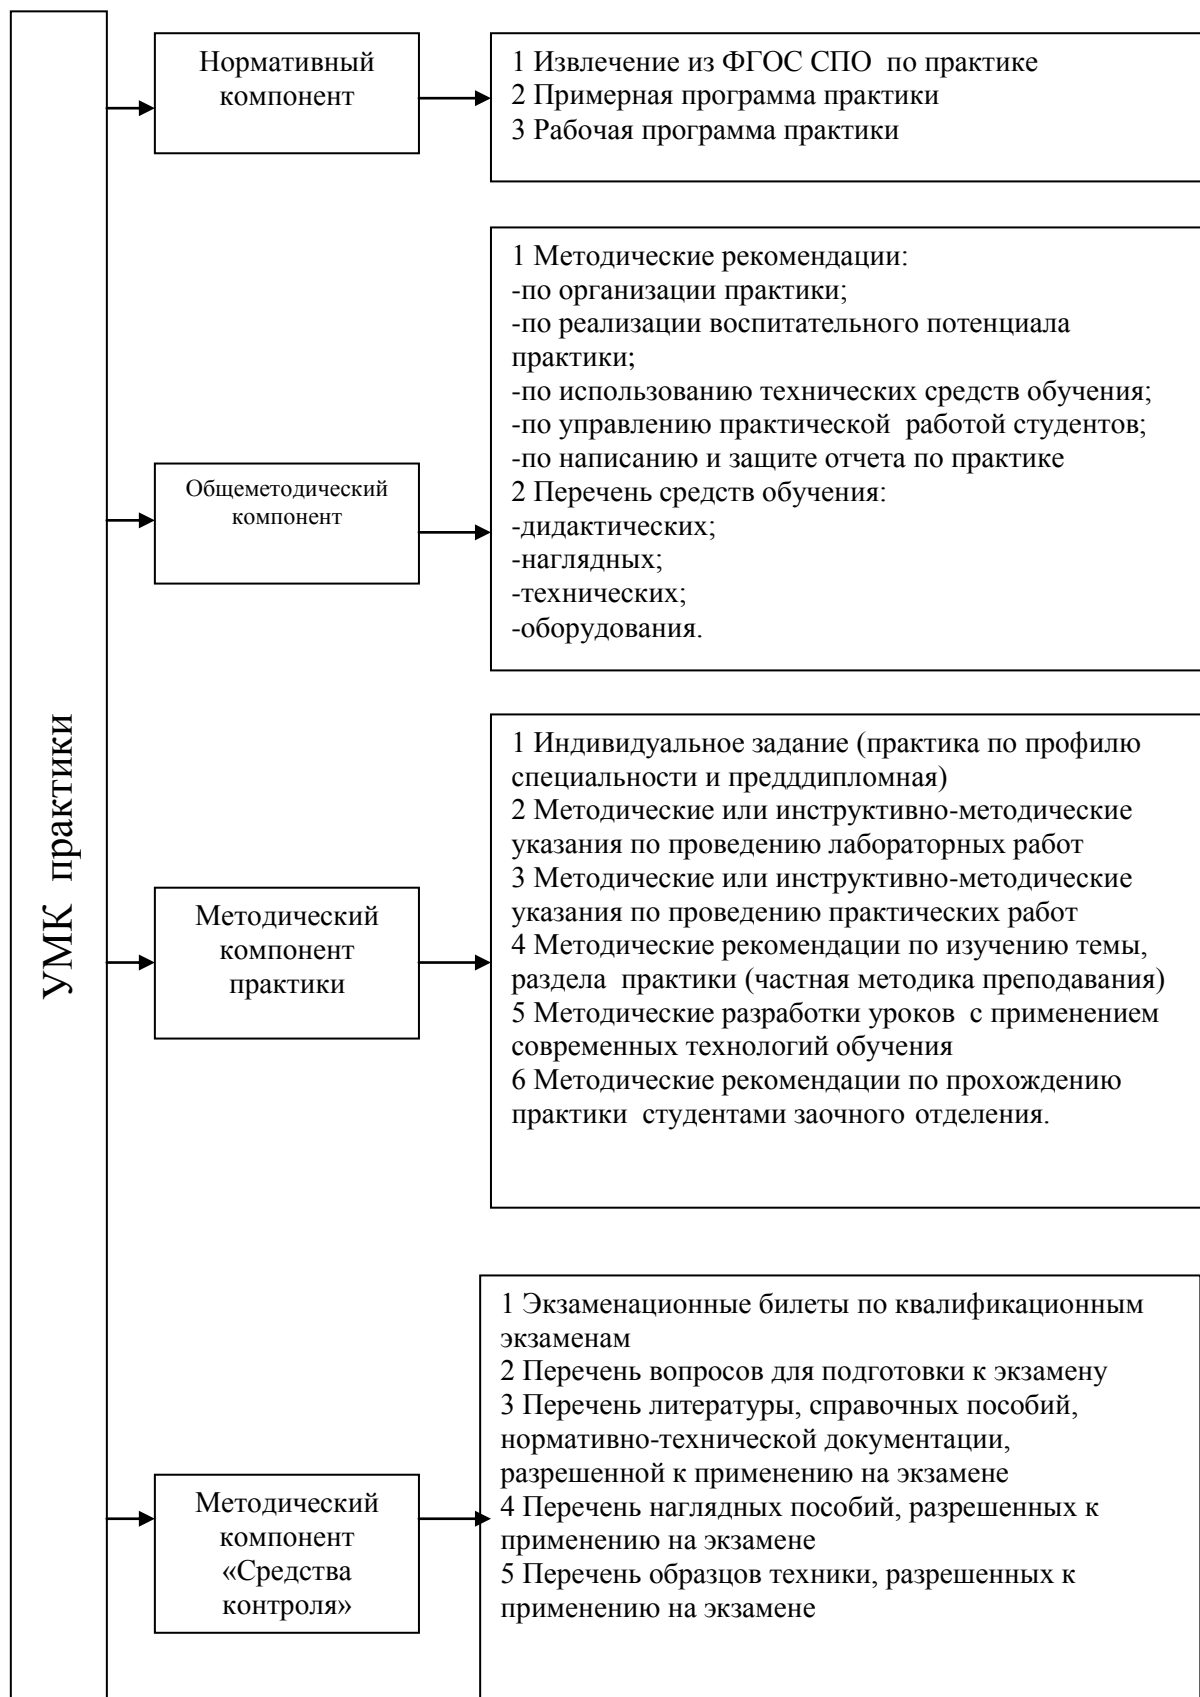 УМК практики
Нормативный
компонент
1 Извлечение из ФГОС СПО по практике
2 Примерная программа практики
3 Рабочая программа практики
Общеметодический
компонент
1 Методические рекомендации:
-по организации практики;
-по реализации воспитательного потенциала
практики;
-по использованию технических средств обучения;
-по управлению практической работой студентов;
-по написанию и защите отчета по практике
2 Перечень средств обучения:
-дидактических;
-наглядных;
-технических;
-оборудования.
Методический
компонент
практики
1 Индивидуальное задание (практика по профилю
специальности и предддипломная)
2 Методические или инструктивно-методические
указания по проведению лабораторных работ
3 Методические или инструктивно-методические
указания по проведению практических работ
4 Методические рекомендации по изучению темы,
раздела практики (частная методика преподавания)
5 Методические разработки уроков с применением
современных технологий обучения
6 Методические рекомендации по прохождению
практики студентами заочного отделения.
Методический
компонент
«Средства
контроля»
1 Экзаменационные билеты по квалификационным
экзаменам
2 Перечень вопросов для подготовки к экзамену
3 Перечень литературы, справочных пособий,
нормативно-технической документации,
разрешенной к применению на экзамене
4 Перечень наглядных пособий, разрешенных к
применению на экзамене
5 Перечень образцов техники, разрешенных к
применению на экзамене